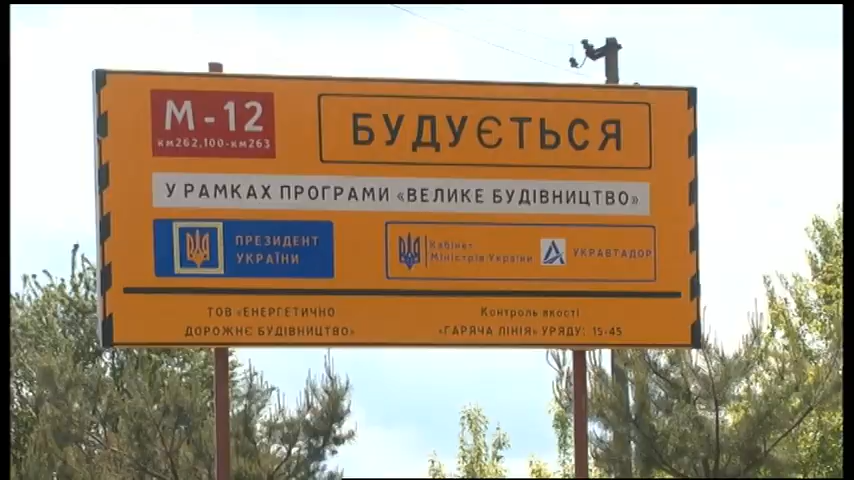 М-12
км262,100-км263
БУДУЄТЬСЯ
У РАМКАХ ПРОГРАМИ «ВЕЛИКЕ БУДІВНИЦТВО»
ПРЕЗИДЕНТ
УКРАЇНИ
Кабінет
Міністрів України
УКРАВТАДОР
ТОВ «ЕНЕРГЕТИЧНО
ДОРОЖНЄ БУДІВНИЦТВО»
Контроль якості
«ГАРЯЧА ЛІНІЯ» УРЯДУ: 15-45